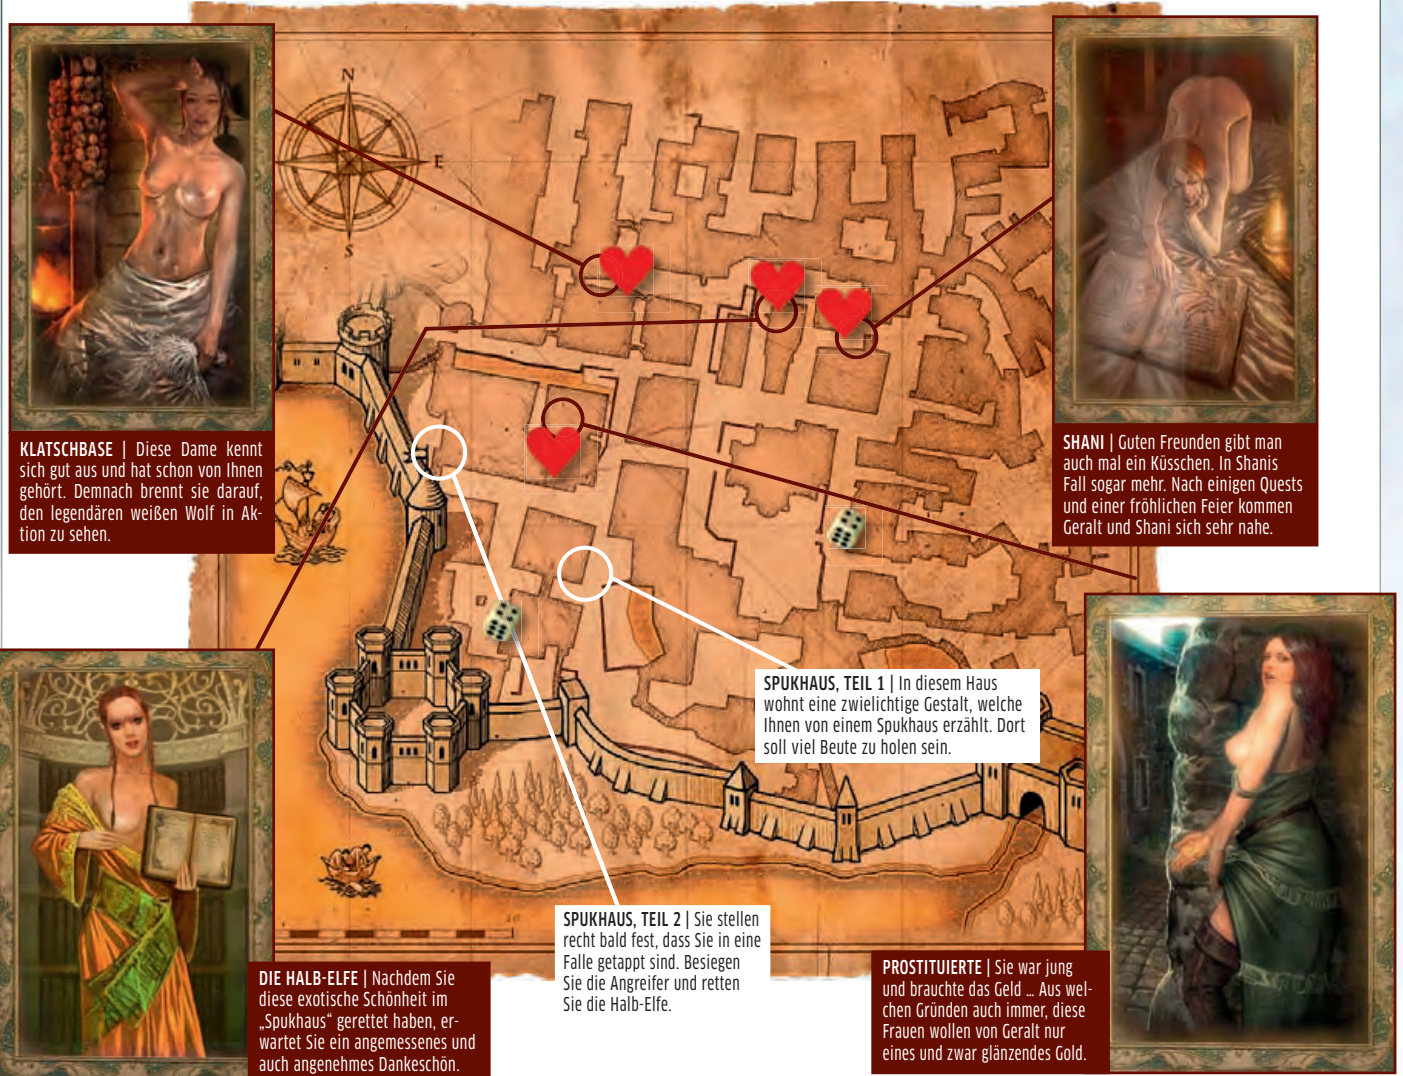 N
E
S
KLATSCHBASE | Diese Dame kennt
sich gut aus und hat schon von Ihnen
gehört. Demnach brennt sie darauf,
den legendären weißen Wolf in Ak-
tion zu sehen.
SHANI | Guten Freunden gibt man
auch mal ein Küsschen. In Shanis
Fall sogar mehr. Nach einigen Quests
und einer fröhlichen Feier kommen
Geralt und Shani sich sehr nahe.
SPUKHAUS, TEIL 1 | In diesem Haus
wohnt eine zwielichtige Gestalt, welche
Ihnen von einem Spukhaus erzählt. Dort
soll viel Beute zu holen sein.
SPUKHAUS, TEIL 2 | Sie stellen
recht bald fest, dass Sie in eine
Falle getappt sind. Besiegen
Sie die Angreifer und retten
Sie die Halb-Elfe.
DIE HALB-ELFE | Nachdem Sie
diese exotische Schönheit im
„Spukhaus“ gerettet haben, er-
wartet Sie ein angemessenes und
auch angenehmes Dankeschön.
PROSTITUIERTE | Sie war jung
und brauchte das Geld … Aus wel-
chen Gründen auch immer, diese
Frauen wollen von Geralt nur
eines und zwar glänzendes Gold.